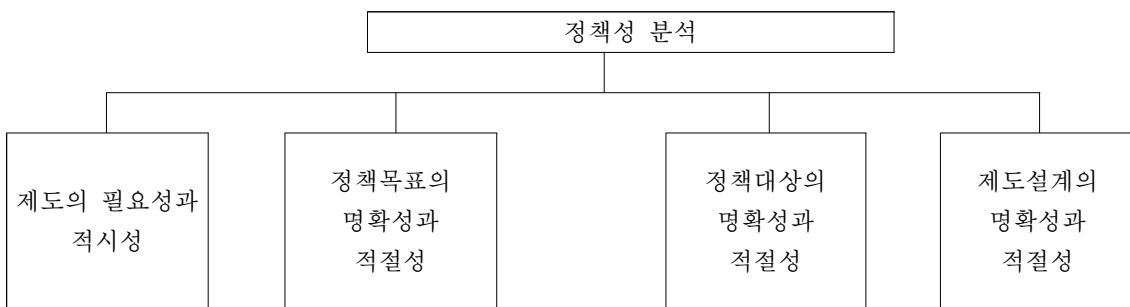 정책성 분석
제도의 필요성과
적시성
정책목표의
명확성과
적절성
정책대상의
명확성과
적절성
제도설계의
명확성과
적절성